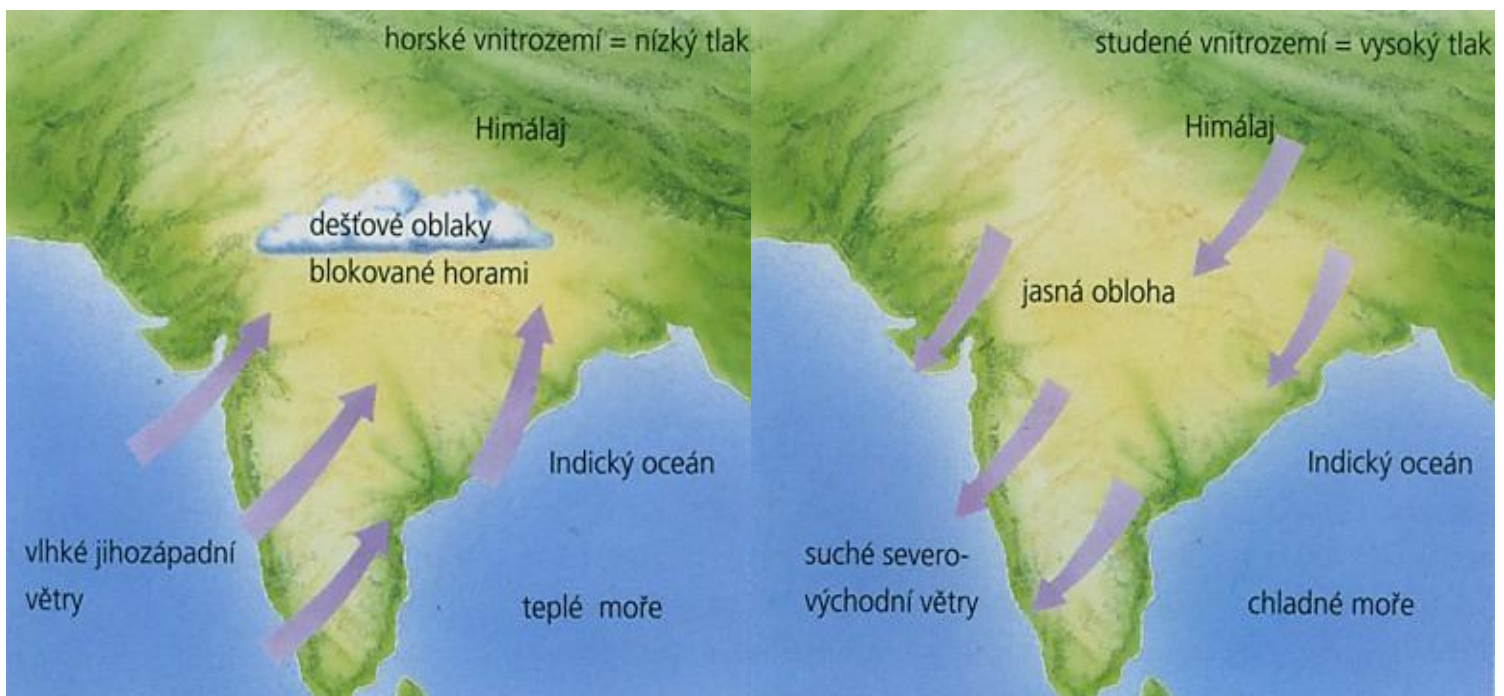 horské vnitrozemí = nízký tlak
Himálaj
dešťové oblaky
blokované horami
Indický oceán
vlhké jihozápadní
větry
teplé moře
studené vnitrozemí = vysoký tlak
Himálaj
jasná obloha
Indický oceán
suché severo-
východní větry
chladné moře